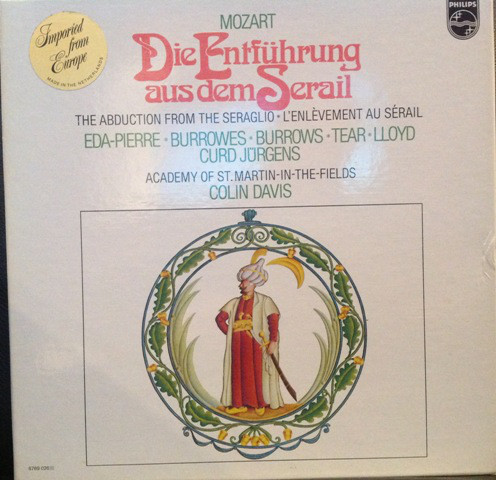 MOZART
PHILIPS
Imported
from
Europe
MADE IN THE NETHERLANDS
Die Entführung
aus dem Serail
THE ABDUCTION FROM THE SERAGLIO • L'ENLÈVEMENT AU SÉRAIL
EDA-PIERRE • BURROWES • BURROWS • TEAR • LLOYD
CURD JÜRGENS
ACADEMY OF ST. MARTIN-IN-THE-FIELDS
COLIN DAVIS